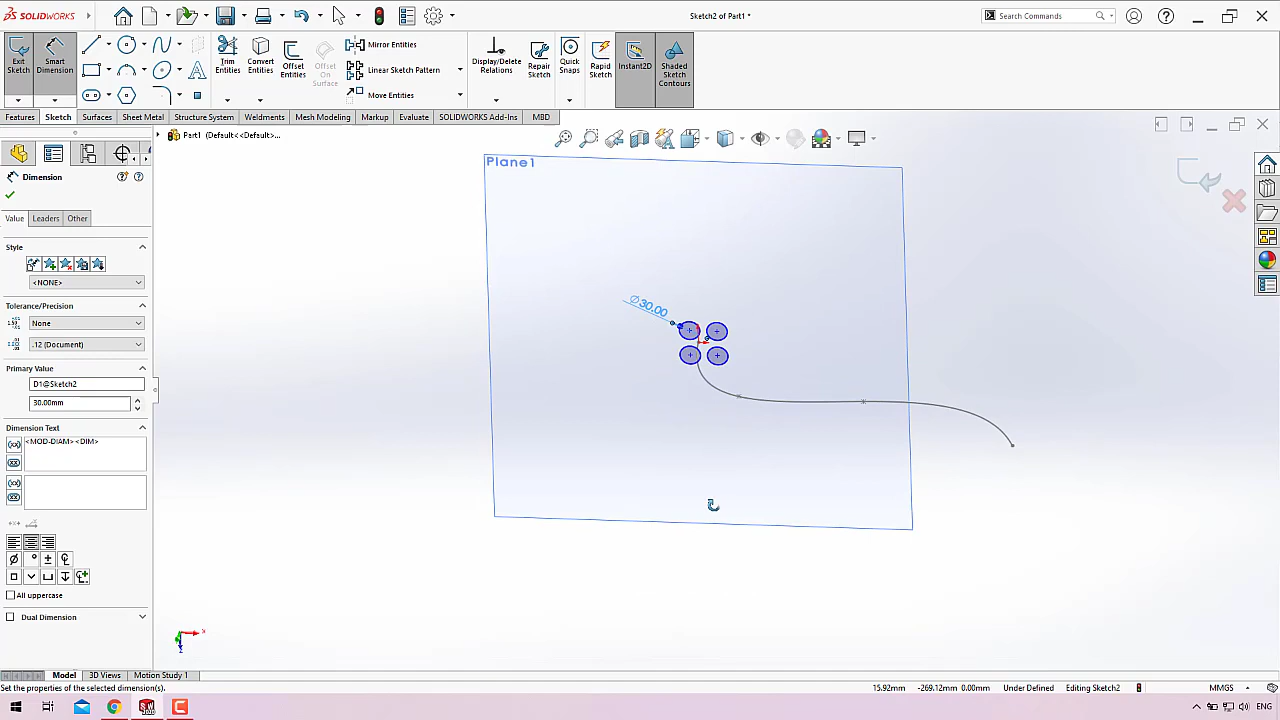 SOLIDWORKS
Sketch2 of Part1
Search Commands
Exit Sketch
Smart Dimension
Trim Entities
Convert Entities
Offset Entities
Offset On Surface
Mirror Entities
Linear Sketch Pattern
Move Entities
Display/Delete Relations
Repair Sketch
Quick Snaps
Rapid Sketch
Instant2D
Shaded Sketch Contours
Features
Sketch
Surfaces
Sheet Metal
Structure System
Weldments
Mesh Modeling
Markup
Evaluate
SOLIDWORKS Add-Ins
MBD
Part1 (Default<<Default>...
Plane1
Dimension
Value
Leaders
Other
Style
<NONE>
Tolerance/Precision
None
.12 (Document)
Primary Value
D1@Sketch2
30.00mm
Dimension Text
<MOD-DIAM><DIM>
All uppercase
Dual Dimension
∅30.00
x
Model
3D Views
Motion Study 1
Set the properties of the selected dimension(s).
15.92mm
-269.12mm 0.00mm
Under Defined
Editing Sketch2
MMGS
ENG